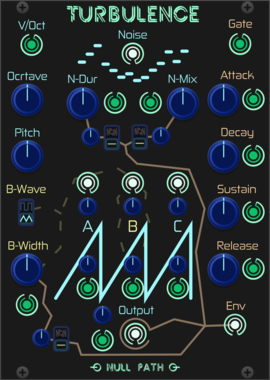 TURBULENCE
V/Oct
Noise
Gate
Ocrtave
N-Dur
N-Mix
Attack
Pitch
Decay
B-Wave
Sustain
A
B
C
B-Width
Release
Output
Env
NULL PATH